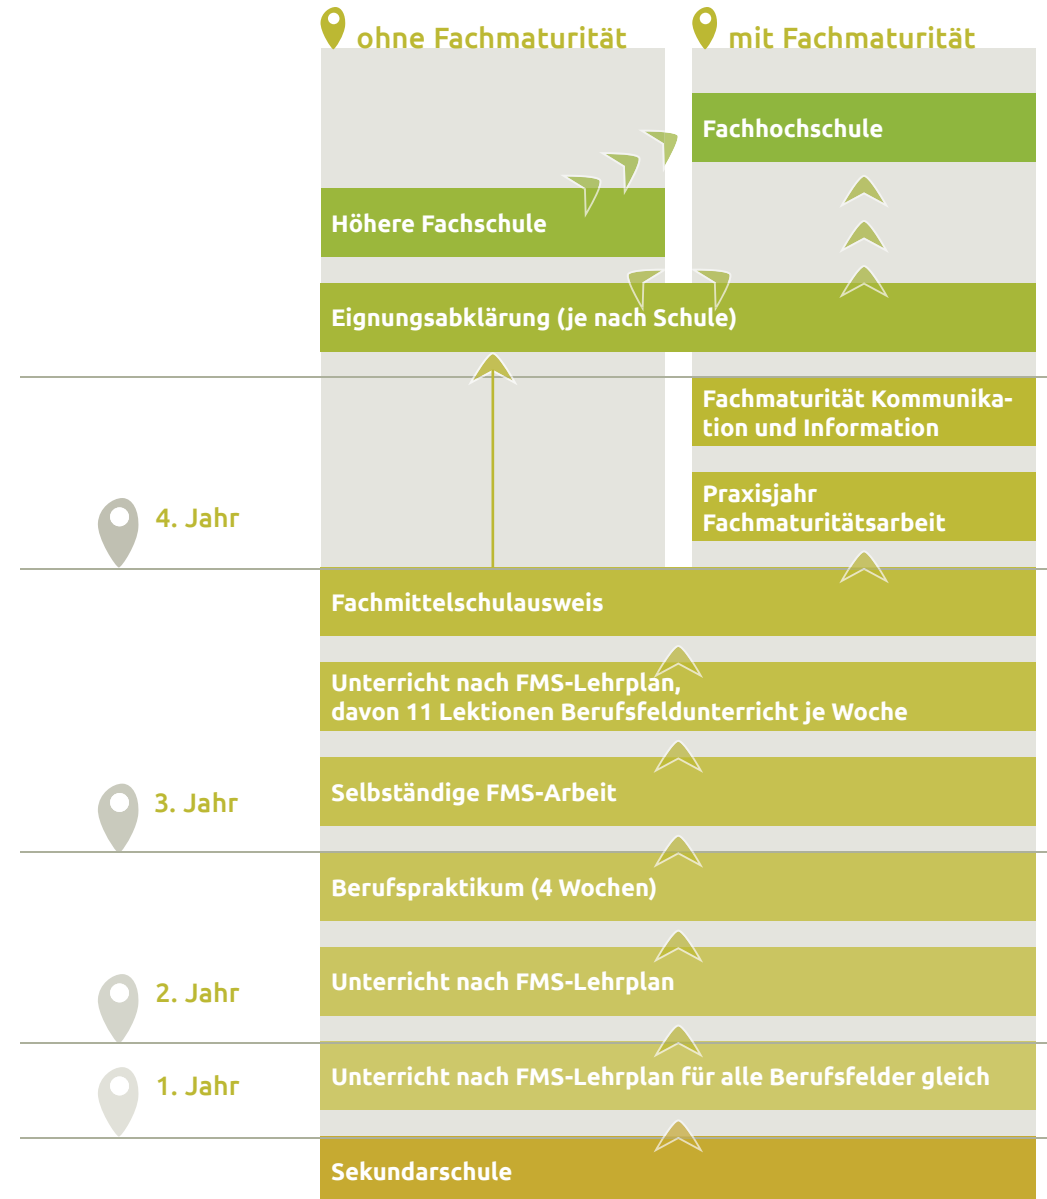 ohne Fachmaturität
mit Fachmaturität
Fachhochschule
Höhere Fachschule
Eignungsabklärung (je nach Schule)
Fachmaturität Kommunika-
tion und Information
Praxisjahr
Fachmaturitätsarbeit
4. Jahr
Fachmittelschulausweis
Unterricht nach FMS-Lehrplan,
davon 11 Lektionen Berufsfeldunterricht je Woche
Selbständige FMS-Arbeit
3. Jahr
Berufspraktikum (4 Wochen)
Unterricht nach FMS-Lehrplan
2. Jahr
Unterricht nach FMS-Lehrplan für alle Berufsfelder gleich
1. Jahr
Sekundarschule